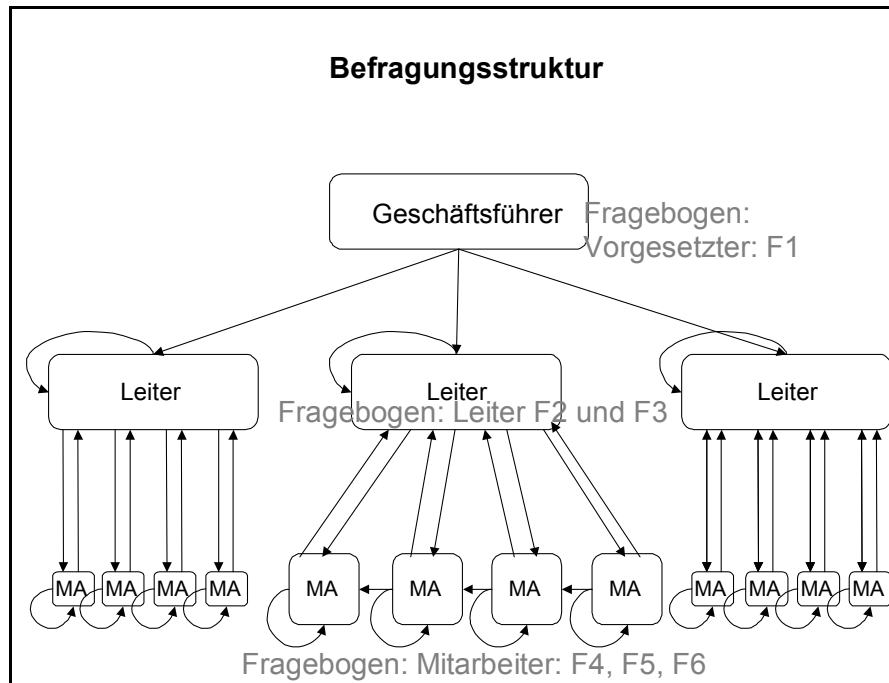 Befragungsstruktur
Geschäftsführer
Fragebogen:
Vorgesetzter: F1
Leiter
Leiter
Leiter
Fragebogen: Leiter F2 und F3
MA
MA
MA
MA
MA
MA
MA
MA
MA
MA
MA
MA
Fragebogen: Mitarbeiter: F4, F5, F6